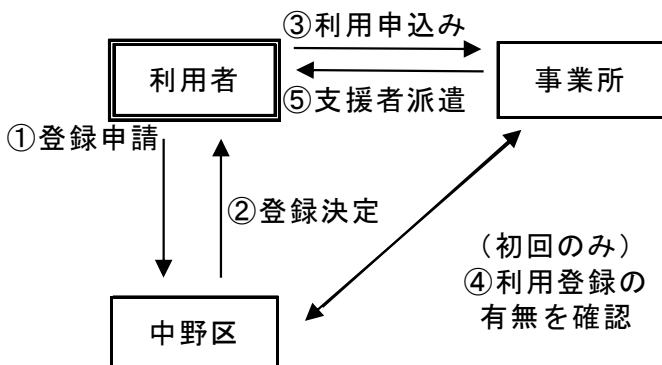 ③利用申込み
利用者
事業所
⑤支援者派遣
①登録申請
②登録決定
（初回のみ）
④利用登録の
有無を確認
中野区